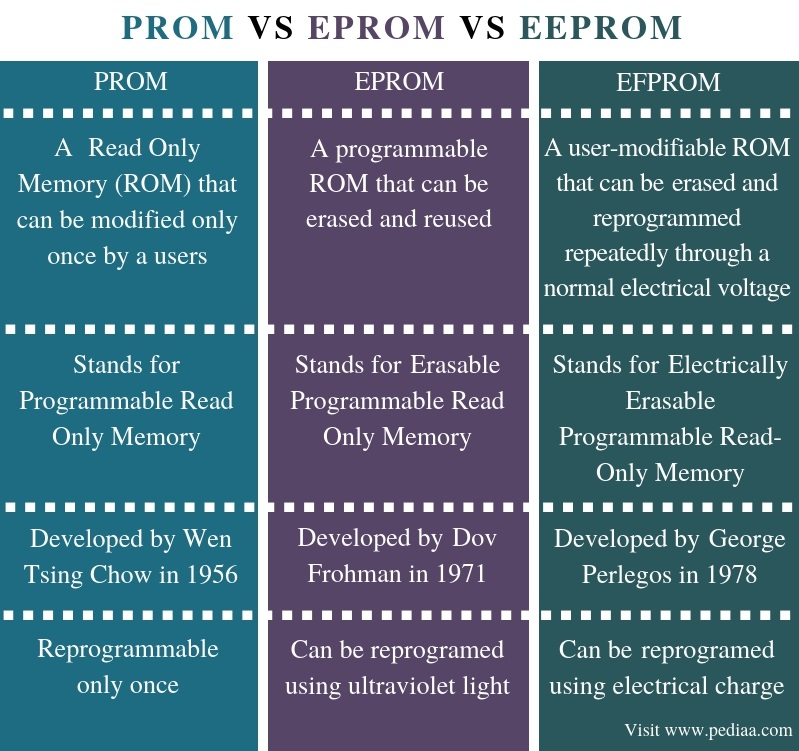 PROM VS EPROM VS EEPROM
PROM
A Read Only
Memory (ROM) that
can be modified only
once by a users
Stands for
Programmable Read
Only Memory
Developed by Wen
Tsing Chow in 1956
Reprogrammable
only once
EPROM
A programmable
ROM that can be
erased and reused
Stands for Erasable
Programmable Read
Only Memory
Developed by Dov
Frohman in 1971
Can be reprogramed
using ultraviolet light
EFPROM
A user-modifiable ROM
that can be erased and
reprogrammed
repeatedly through a
normal electrical voltage
Stands for Electrically
Erasable
Programmable Read-
Only Memory
Developed by George
Perlegos in 1978
Can be reprogramed
using electrical charge
Visit www.pediaa.com